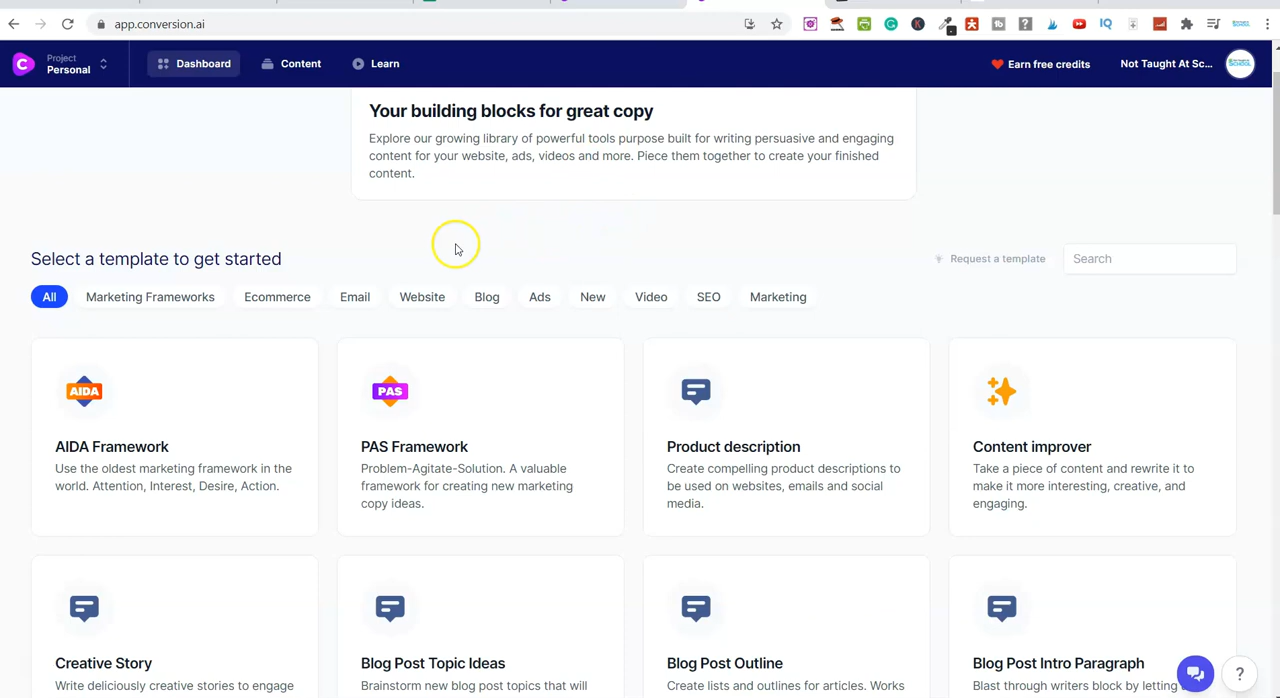 app.conversion.ai
C
Project
Personal
Dashboard
Content
Learn
Earn free credits
Not Taught At Sc...
Your building blocks for great copy
Explore our growing library of powerful tools purpose built for writing persuasive and engaging
content for your website, ads, videos and more. Piece them together to create your finished
content.
Select a template to get started
Request a template
Search
All
Marketing Frameworks
Ecommerce
Email
Website
Blog
Ads
New
Video
SEO
Marketing
AIDA
AIDA Framework
Use the oldest marketing framework in the
world. Attention, Interest, Desire, Action.
PAS
PAS Framework
Problem-Agitate-Solution. A valuable
framework for creating new marketing
copy ideas.
Product description
Create compelling product descriptions to
be used on websites, emails and social
media.
Content improver
Take a piece of content and rewrite it to
make it more interesting, creative, and
engaging.
Creative Story
Write deliciously creative stories to engage
Blog Post Topic Ideas
Brainstorm new blog post topics that will
Blog Post Outline
Create lists and outlines for articles. Works
Blog Post Intro Paragraph
Blast through writers block by letting
?